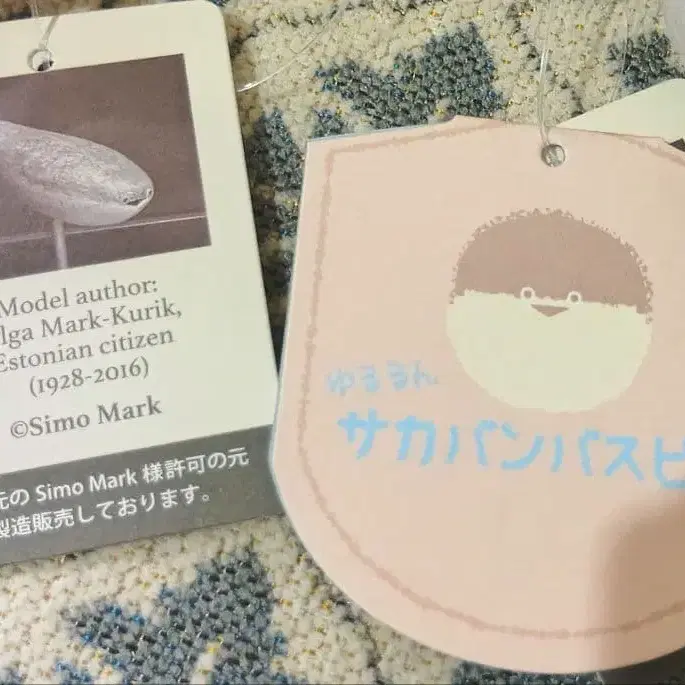 Model author:
lga Mark-Kurik,
Estonian citizen
(1928-2016)
©Simo Mark
元の Simo Mark 様許可の元
製造販売しております。
ゆるるん
サカバンバスピ